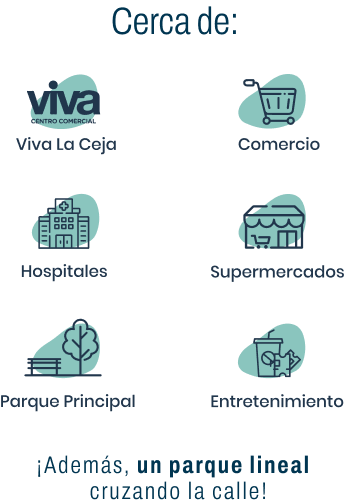 Cerca de:
viva
CENTRO COMERCIAL
Viva La Ceja
Comercio
Hospitales
Supermercados
Parque Principal
Entretenimiento
¡Además, un parque lineal
cruzando la calle!